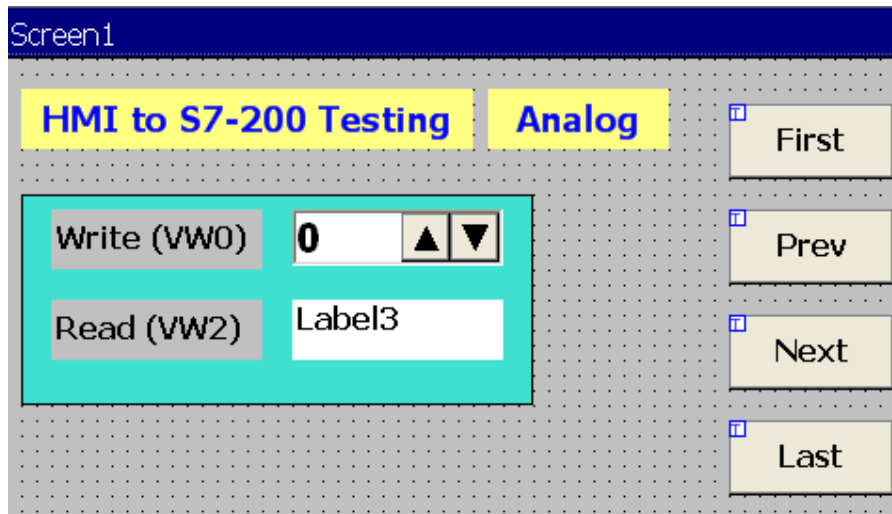 Screen1
HMI to S7-200 Testing Analog
First
Write (VW0) 0
Prev
Read (VW2) Label3
Next
Last